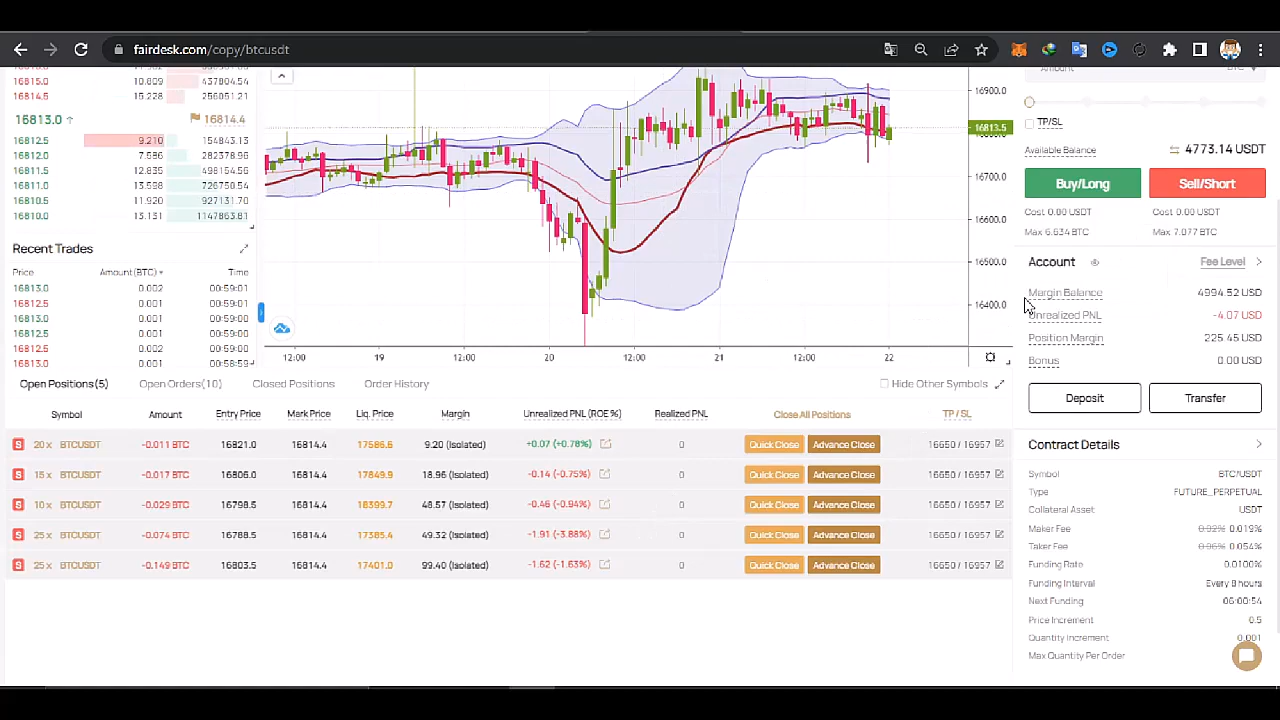 fairdesk.com/copy/btcusdt
16815.0 10.809 437804.54
16814.5 15.228 256051.21
16813.0 ↑ 16814.4
16812.5 9.210 154843.13
16812.0 7.586 282378.96
16811.5 12.835 498154.56
16811.0 13.598 726750.54
16810.5 11.920 927131.70
16810.0 13.131 1147863.81
Recent Trades
Price Amount(BTC) Time
16813.0 0.002 00:59:01
16812.5 0.001 00:59:01
16813.0 0.001 00:59:01
16813.0 0.001 00:59:01
16812.5 0.002 00:59:00
16813.0 0.001 00:58:59
16900.0
16813.5
16700.0
16600.0
16500.0
16400.0
12:00 19 12:00 20 12:00 21 12:00 22
Amount BTC
TP/SL
Available Balance 4773.14 USDT
Buy/Long Sell/Short
Cost 0.00 USDT Cost 0.00 USDT
Max 6.634 BTC Max 7.077 BTC
Account Fee Level
Margin Balance 4994.52 USD
Unrealized PNL -4.07 USD
Position Margin 225.45 USD
Bonus 0.00 USD
Deposit Transfer
Open Positions(5) Open Orders(10) Closed Positions Order History Hide Other Symbols
Symbol Amount Entry Price Mark Price Liq. Price Margin Unrealized PNL (ROE %) Realized PNL Close All Positions TP / SL
S 20 x BTCUSDT -0.011 BTC 16821.0 16814.4 17586.6 9.20 (Isolated) +0.07 (+0.78%) 0 Quick Close Advance Close 16650 / 16957
S 15 x BTCUSDT -0.017 BTC 16806.0 16814.4 17849.9 18.96 (Isolated) -0.14 (-0.75%) 0 Quick Close Advance Close 16650 / 16957
S 10 x BTCUSDT -0.029 BTC 16798.5 16814.4 18399.7 48.57 (Isolated) -0.46 (-0.94%) 0 Quick Close Advance Close 16650 / 16957
S 25 x BTCUSDT -0.074 BTC 16788.5 16814.4 17385.4 49.32 (Isolated) -1.91 (-3.88%) 0 Quick Close Advance Close 16650 / 16957
S 25 x BTCUSDT -0.149 BTC 16803.5 16814.4 17401.0 99.40 (Isolated) -1.62 (-1.63%) 0 Quick Close Advance Close 16650 / 16957
Contract Details
Symbol BTC/USDT
Type FUTURE_PERPETUAL
Collateral Asset USDT
Maker Fee 0.02% 0.019%
Taker Fee 0.06% 0.054%
Funding Rate 0.0100%
Funding Interval Every 8 hours
Next Funding 06:00:54
Price Increment 0.5
Quantity Increment 0.001
Max Quantity Per Order